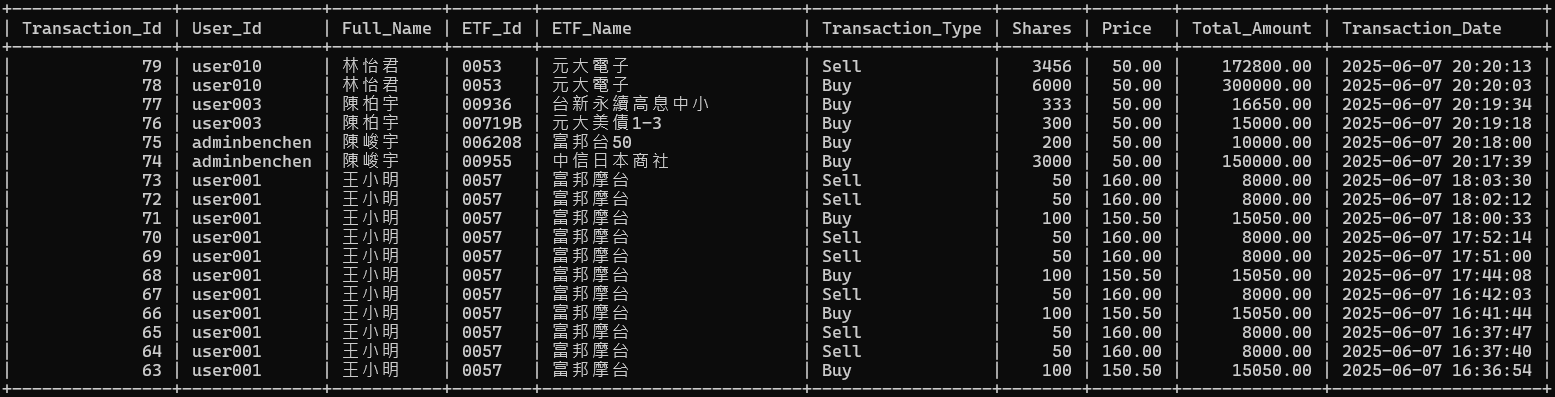 | Transaction_Id | User_Id | Full_Name | ETF_Id | ETF_Name | Transaction_Type | Shares | Price | Total_Amount | Transaction_Date |
| 79 | user010 | 林怡君 | 0053 | 元大電子 | Sell | 3456 | 50.00 | 172800.00 | 2025-06-07 20:20:13 |
| 78 | user010 | 林怡君 | 0053 | 元大電子 | Buy | 6000 | 50.00 | 300000.00 | 2025-06-07 20:20:03 |
| 77 | user003 | 陳柏宇 | 00936 | 台新永續高息中小 | Buy | 333 | 50.00 | 16650.00 | 2025-06-07 20:19:34 |
| 76 | user003 | 陳柏宇 | 00719B | 元大美債1-3 | Buy | 300 | 50.00 | 15000.00 | 2025-06-07 20:19:18 |
| 75 | adminbenchen | 陳峻宇 | 006208 | 富邦台50 | Buy | 200 | 50.00 | 10000.00 | 2025-06-07 20:18:00 |
| 74 | adminbenchen | 陳峻宇 | 00955 | 中信日本商社 | Buy | 3000 | 50.00 | 150000.00 | 2025-06-07 20:17:39 |
| 73 | user001 | 王小明 | 0057 | 富邦摩台 | Sell | 50 | 160.00 | 8000.00 | 2025-06-07 18:03:30 |
| 72 | user001 | 王小明 | 0057 | 富邦摩台 | Sell | 50 | 160.00 | 8000.00 | 2025-06-07 18:02:12 |
| 71 | user001 | 王小明 | 0057 | 富邦摩台 | Buy | 100 | 150.50 | 15050.00 | 2025-06-07 18:00:33 |
| 70 | user001 | 王小明 | 0057 | 富邦摩台 | Sell | 50 | 160.00 | 8000.00 | 2025-06-07 17:52:14 |
| 69 | user001 | 王小明 | 0057 | 富邦摩台 | Sell | 50 | 160.00 | 8000.00 | 2025-06-07 17:51:00 |
| 68 | user001 | 王小明 | 0057 | 富邦摩台 | Buy | 100 | 150.50 | 15050.00 | 2025-06-07 17:44:08 |
| 67 | user001 | 王小明 | 0057 | 富邦摩台 | Sell | 50 | 160.00 | 8000.00 | 2025-06-07 16:42:03 |
| 66 | user001 | 王小明 | 0057 | 富邦摩台 | Buy | 100 | 150.50 | 15050.00 | 2025-06-07 16:41:44 |
| 65 | user001 | 王小明 | 0057 | 富邦摩台 | Sell | 50 | 160.00 | 8000.00 | 2025-06-07 16:37:47 |
| 64 | user001 | 王小明 | 0057 | 富邦摩台 | Sell | 50 | 160.00 | 8000.00 | 2025-06-07 16:37:40 |
| 63 | user001 | 王小明 | 0057 | 富邦摩台 | Buy | 100 | 150.50 | 15050.00 | 2025-06-07 16:36:54 |